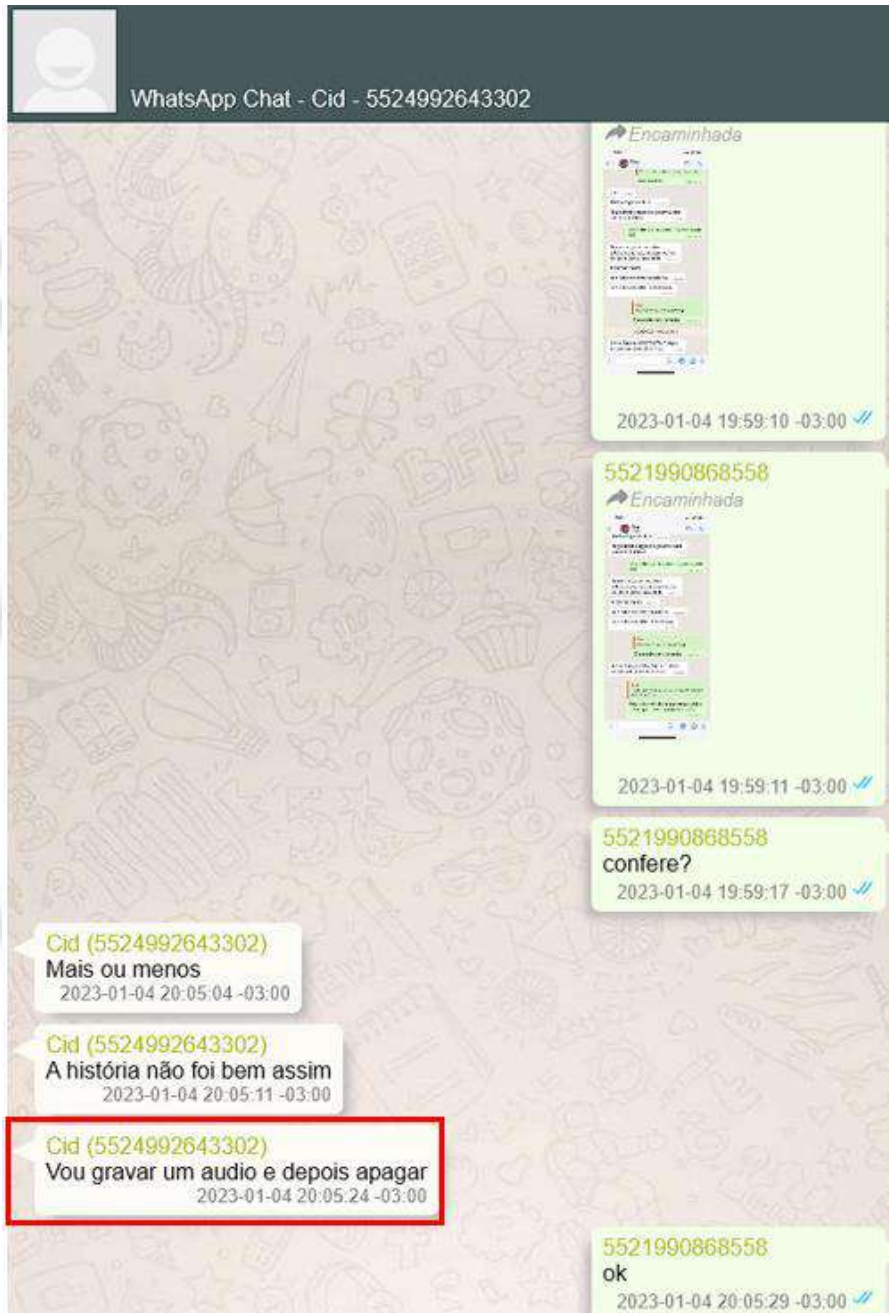 WhatsApp Chat - Cid - 5524992643302
Encaminhada
2023-01-04 19:59:10 -03:00
5521990868558
Encaminhada
2023-01-04 19:59:11 -03:00
5521990868558
confere?
2023-01-04 19:59:17 -03:00
Cid (5524992643302)
Mais ou menos
2023-01-04 20:05:04 -03:00
Cid (5524992643302)
A história não foi bem assim
2023-01-04 20:05:11 -03:00
Cid (5524992643302)
Vou gravar um audio e depois apagar
2023-01-04 20:05:24 -03:00
5521990868558
ok
2023-01-04 20:05:29 -03:00